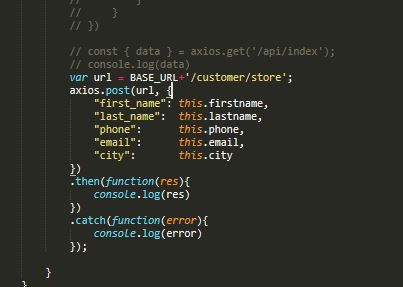 //     }
// })
// const { data } = axios.get('/api/index');
// console.log(data)
var url = BASE_URL+'/customer/store';
axios.post(url, {
"first_name": this.firstname,
"last_name":  this.lastname,
"phone":      this.phone,
"email":      this.email,
"city":       this.city
})
.then(function(res){
console.log(res)
})
.catch(function(error){
console.log(error)
});
}
}